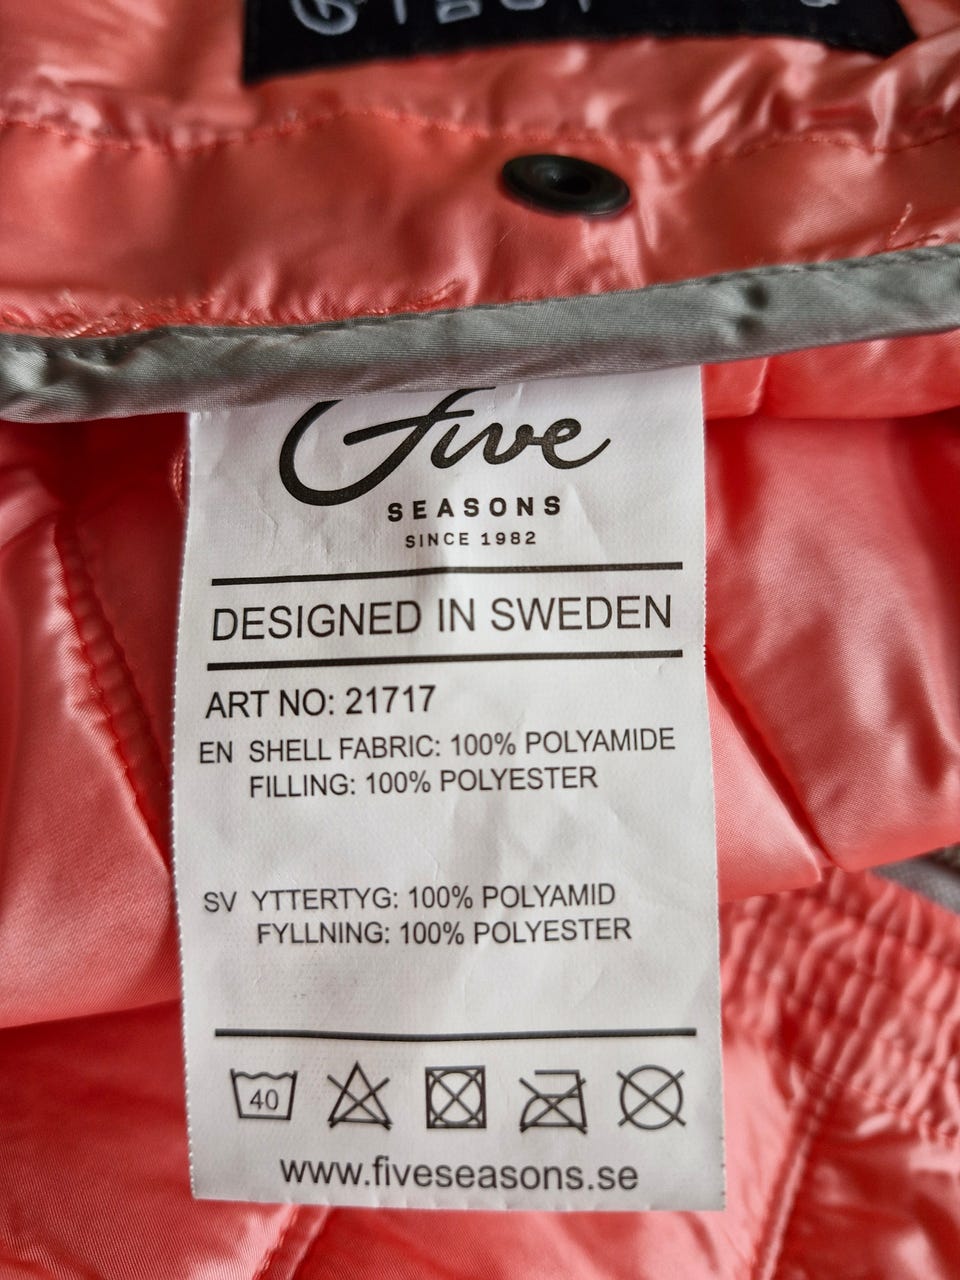 Five
SEASONS
SINCE 1982
DESIGNED IN SWEDEN
ART NO: 21717
EN SHELL FABRIC: 100% POLYAMIDE
FILLING: 100% POLYESTER
SV YTTERTYG: 100% POLYAMID
FYLLNING: 100% POLYESTER
40
www.fiveseasons.se